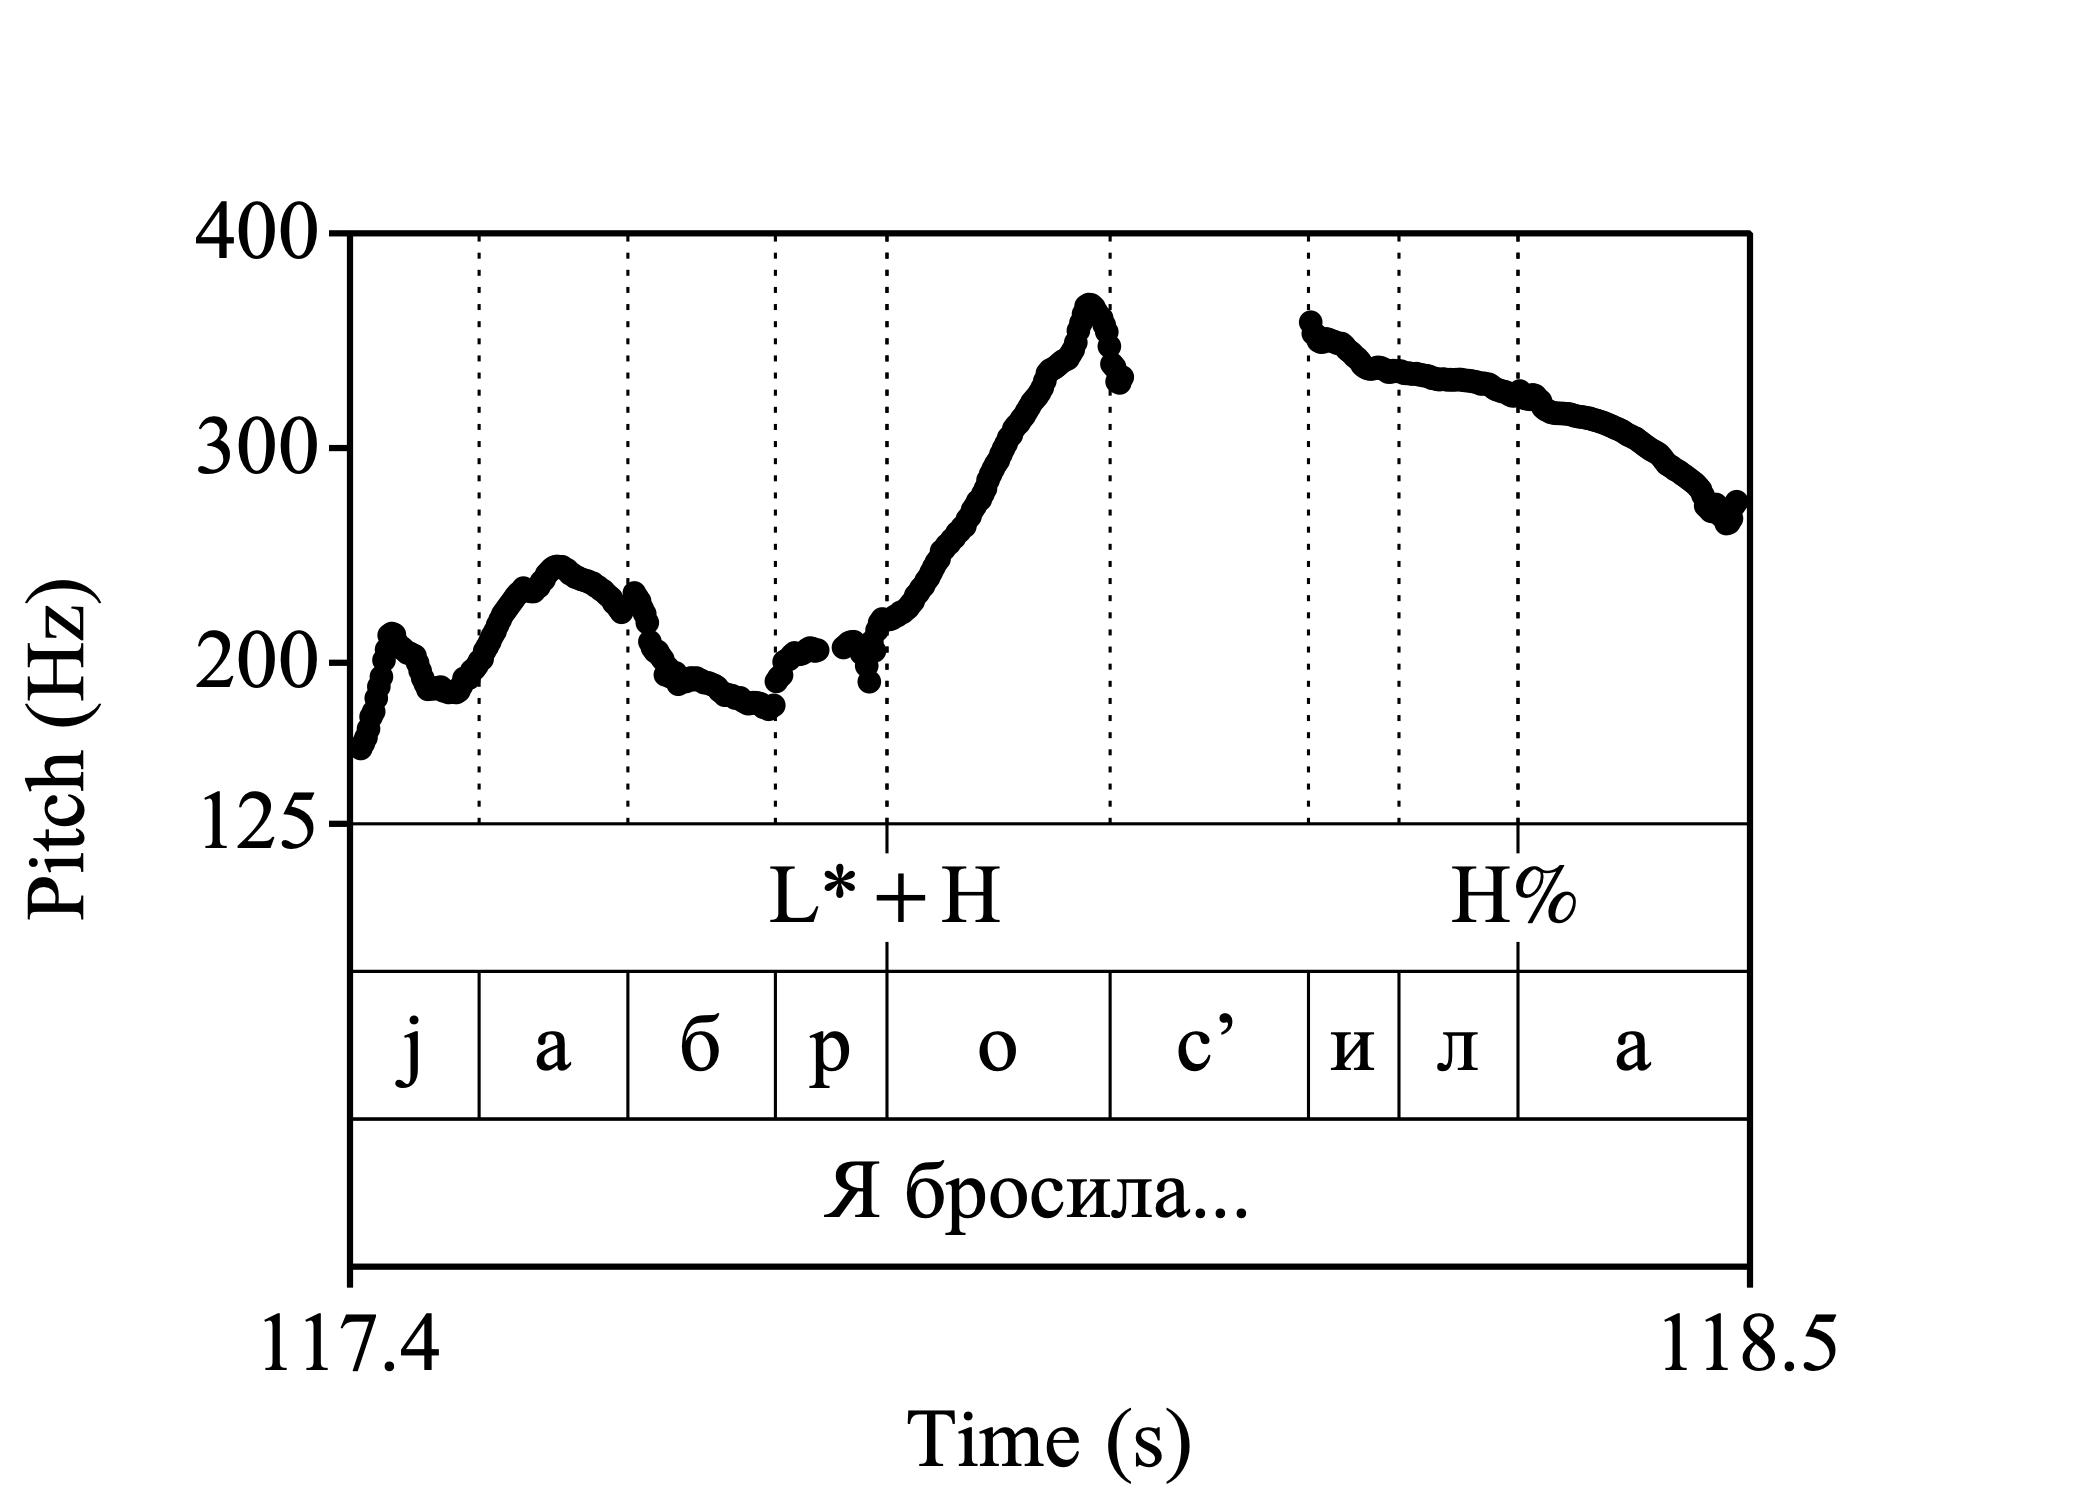 400
300
200
125
Pitch (Hz)
L* + H H%
j а б р о с’ и л а
Я бросила...
117.4 118.5
Time (s)